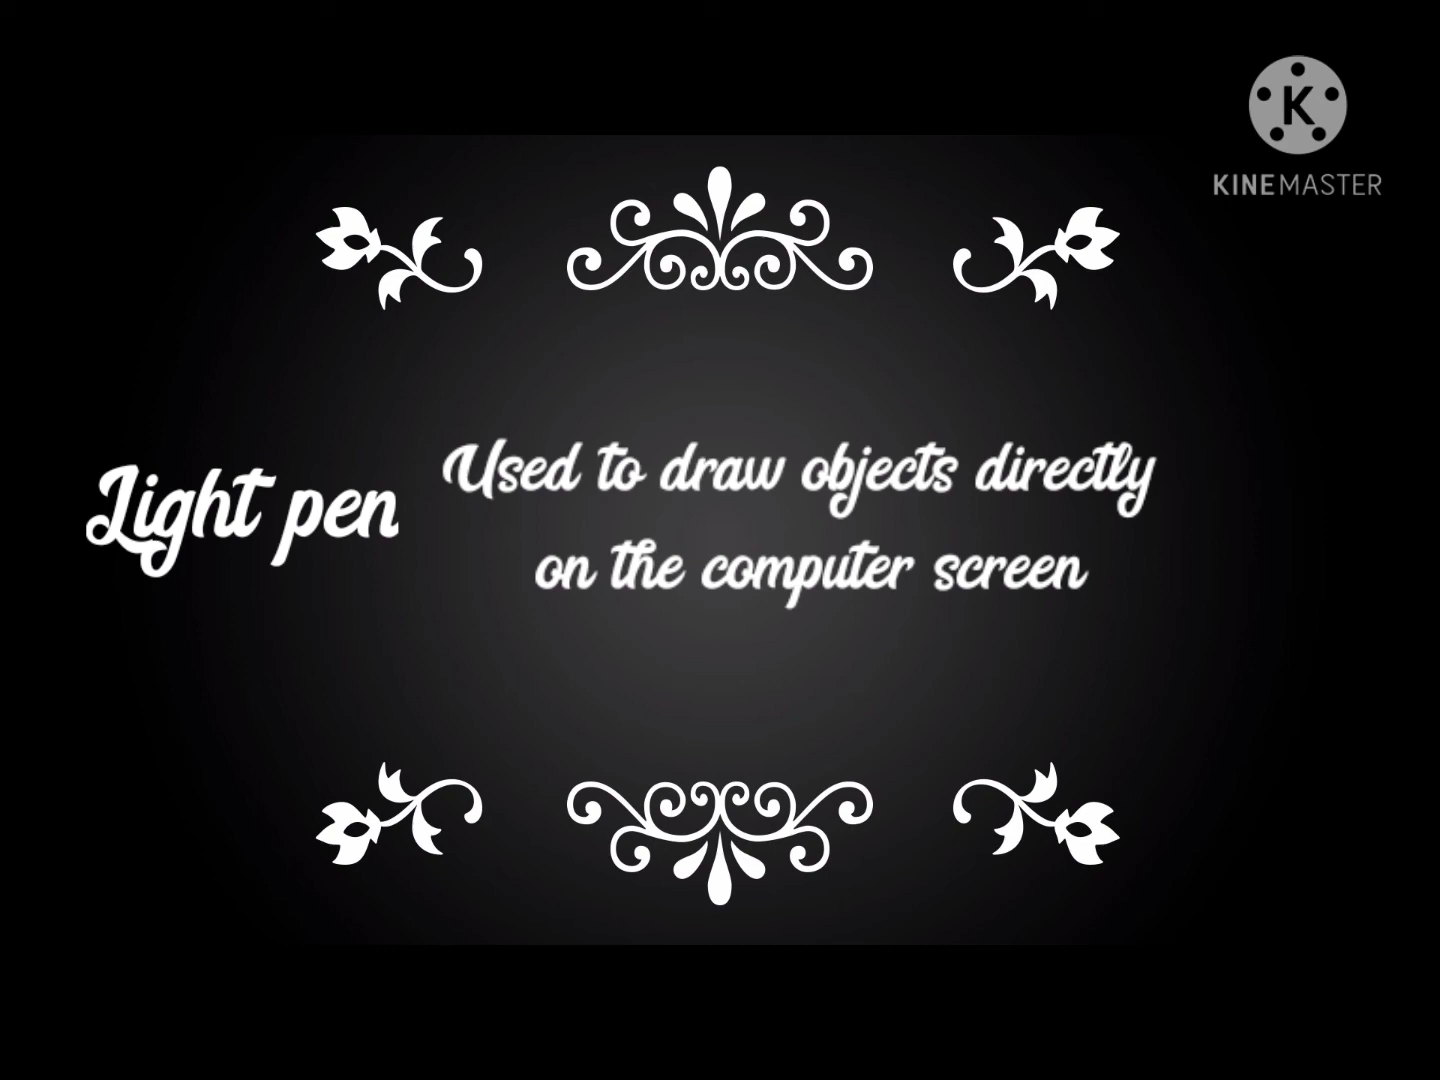 KINEMASTER
Light pen
Used to draw objects directly
on the computer screen